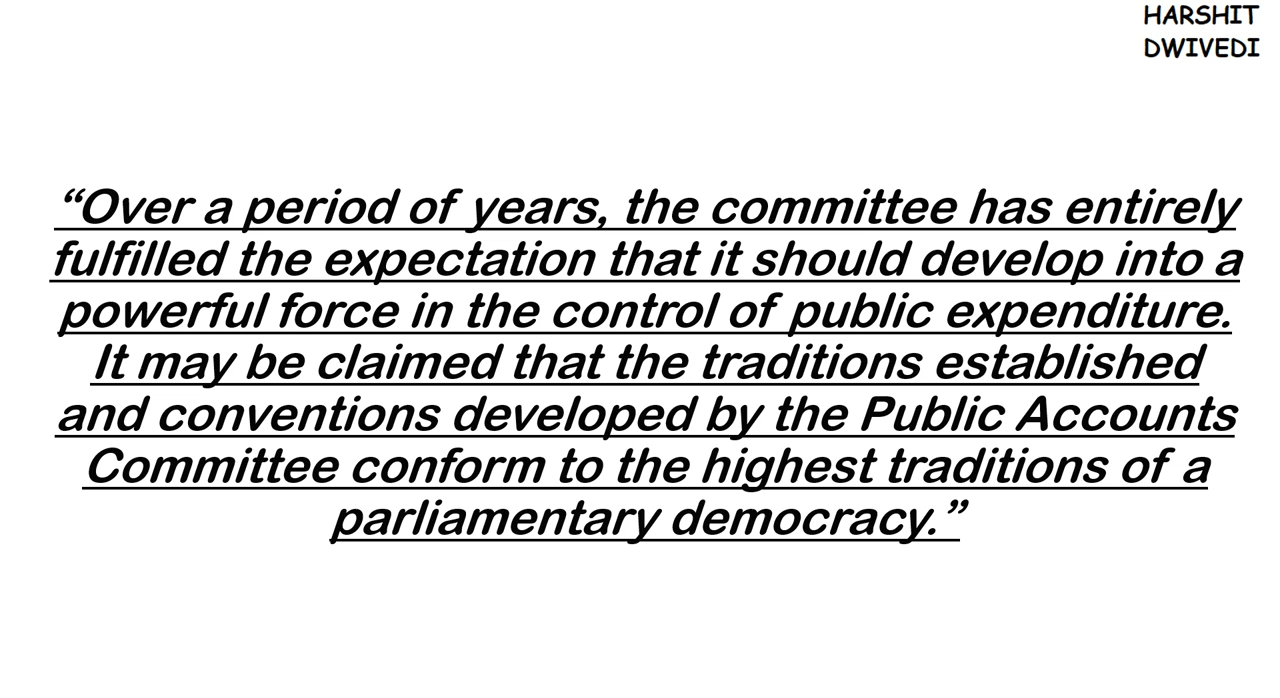 HARSHIT
DWIVEDI
“Over a period of years, the committee has entirely
fulfilled the expectation that it should develop into a
powerful force in the control of public expenditure.
It may be claimed that the traditions established
and conventions developed by the Public Accounts
Committee conform to the highest traditions of a
parliamentary democracy.”